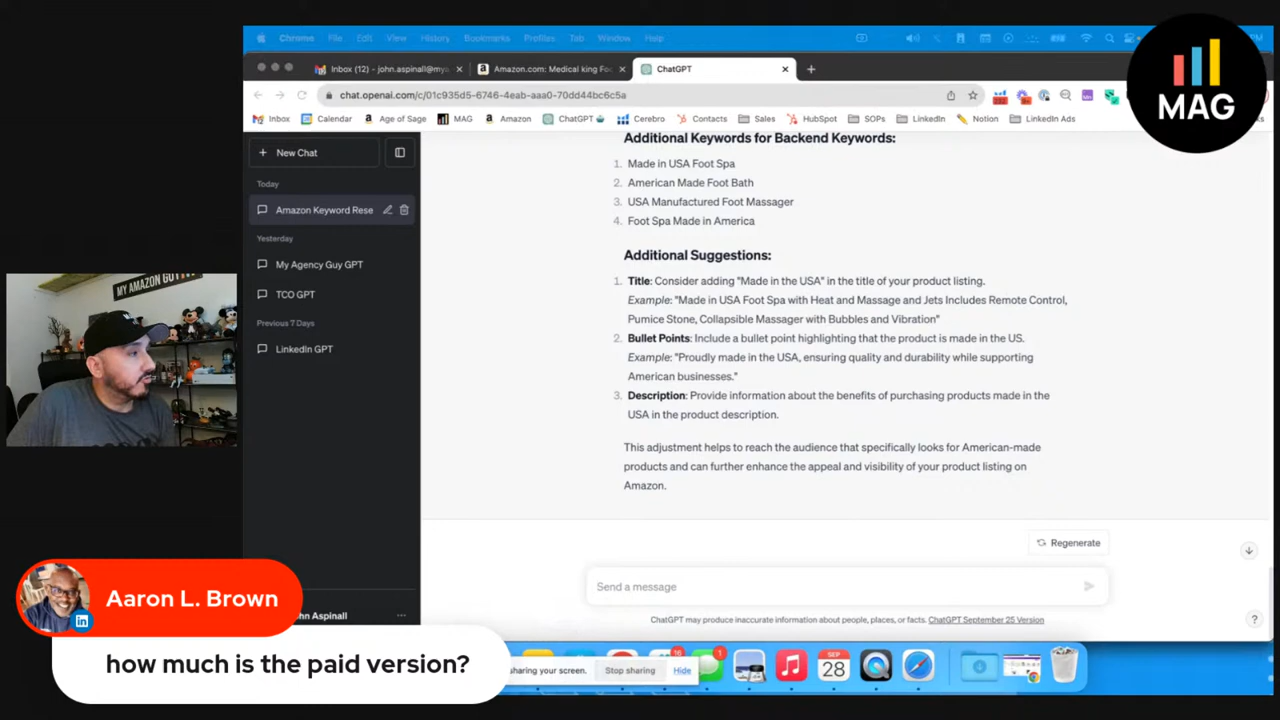 Chrome File Edit View History Bookmarks Profiles Tab Window Help
Inbox (12) - john.aspinall@mya
Amazon.com: Medical king Foo
ChatGPT
chat.openai.com/c/01c935d5-6746-4eab-aaa0-70dd44bc6c5a
Inbox Calendar Age of Sage MAG Amazon ChatGPT Cerebro Contacts Sales HubSpot SOPs LinkedIn Notion LinkedIn Ads
MAG
New Chat
Today
Amazon Keyword Rese
Yesterday
My Agency Guy GPT
TCO GPT
Previous 7 Days
LinkedIn GPT
hn Aspinall
Additional Keywords for Backend Keywords:
1. Made in USA Foot Spa
2. American Made Foot Bath
3. USA Manufactured Foot Massager
4. Foot Spa Made in America
Additional Suggestions:
1. Title: Consider adding "Made in the USA" in the title of your product listing.
Example: "Made in USA Foot Spa with Heat and Massage and Jets Includes Remote Control,
Pumice Stone, Collapsible Massager with Bubbles and Vibration"
2. Bullet Points: Include a bullet point highlighting that the product is made in the US.
Example: "Proudly made in the USA, ensuring quality and durability while supporting
American businesses."
3. Description: Provide information about the benefits of purchasing products made in the
USA in the product description.
This adjustment helps to reach the audience that specifically looks for American-made
products and can further enhance the appeal and visibility of your product listing on
Amazon.
Regenerate
Send a message
ChatGPT may produce inaccurate information about people, places, or facts. ChatGPT September 25 Version
?
sharing your screen. Stop sharing Hide
16
1
SEP
28
MY AMAZON GUY
Aaron L. Brown
in
how much is the paid version?